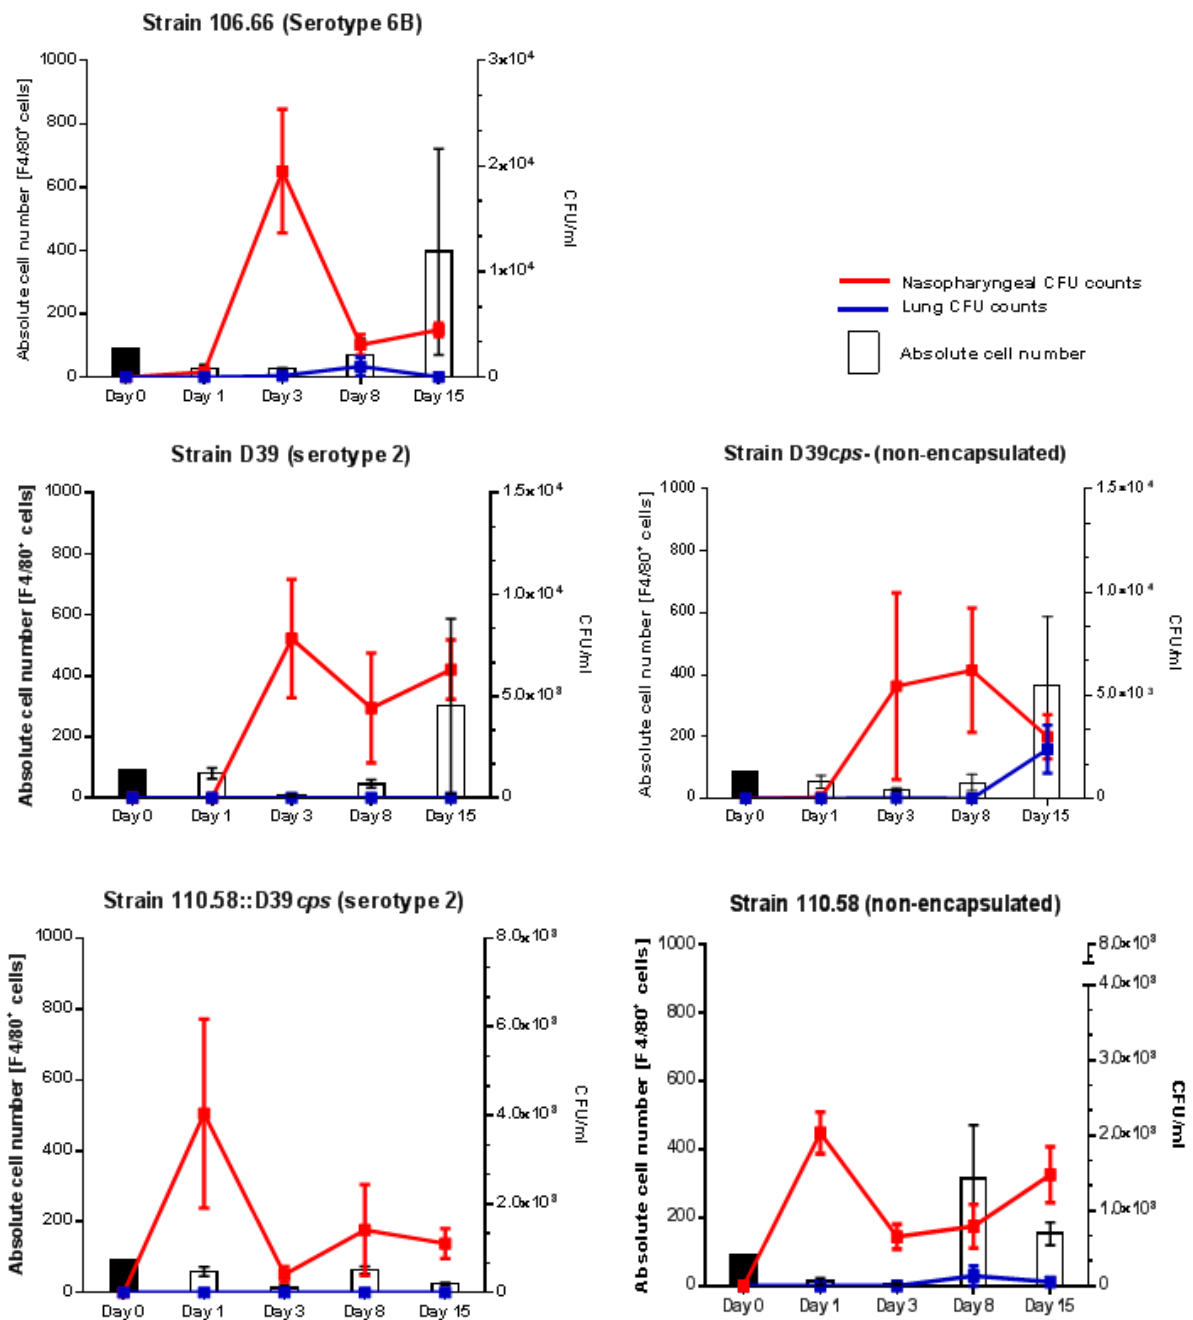 Strain 106.66 (Serotype 6B)
Absolute cell number [F4/80⁺ cells]
1000
800
600
400
200
0
3x10⁴
2x10⁴
1x10⁴
0
CFU/ml
Day 0 Day 1 Day 3 Day 8 Day 15
Nasopharyngeal CFU counts
Lung CFU counts
Absolute cell number
Strain D39 (serotype 2)
Absolute cell number [F4/80⁺ cells]
1000
800
600
400
200
0
1.5x10⁴
1.0x10⁴
5.0x10³
0
CFU/ml
Day 0 Day 1 Day 3 Day 8 Day 15
Strain D39cps- (non-encapsulated)
Absolute cell number [F4/80⁺ cells]
1000
800
600
400
200
0
1.5x10⁴
1.0x10⁴
5.0x10³
0
CFU/ml
Day 0 Day 1 Day 3 Day 8 Day 15
Strain 110.58::D39cps (serotype 2)
Absolute cell number [F4/80⁺ cells]
1000
800
600
400
200
0
8.0x10³
6.0x10³
4.0x10³
2.0x10³
0
CFU/ml
Day 0 Day 1 Day 3 Day 8 Day 15
Strain 110.58 (non-encapsulated)
Absolute cell number [F4/80⁺ cells]
1000
800
600
400
200
0
8.0x10³
4.0x10³
3.0x10³
2.0x10³
1.0x10³
0
CFU/ml
Day 0 Day 1 Day 3 Day 8 Day 15